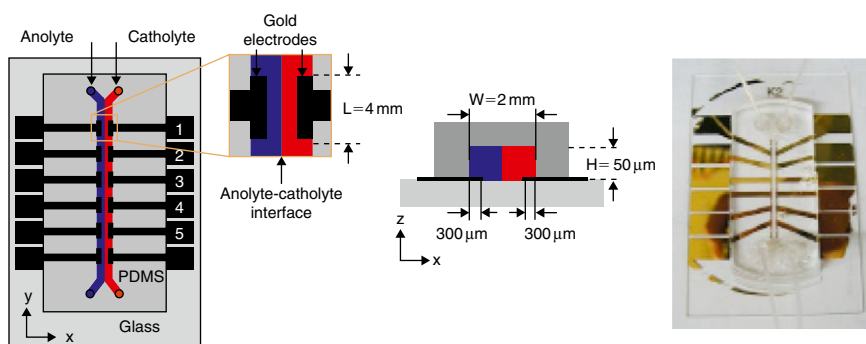 Anolyte
Catholyte
1
2
3
4
5
PDMS
Glass
y
x
Gold
electrodes
L=4 mm
Anolyte-catholyte
interface
W=2 mm
H= 50 μm
300 μm
300 μm
z
x
K2